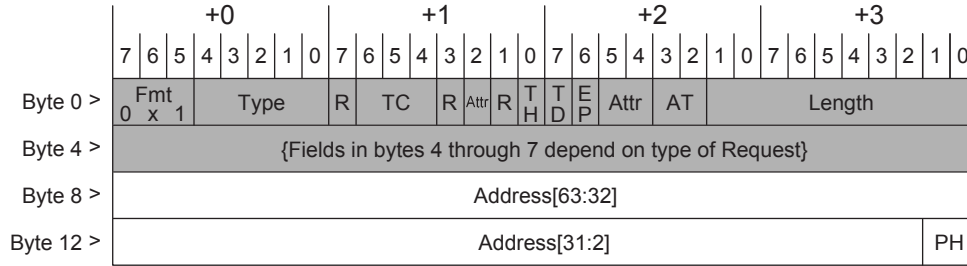 +0 +1 +2 +3
7 6 5 4 3 2 1 0 7 6 5 4 3 2 1 0 7 6 5 4 3 2 1 0 7 6 5 4 3 2 1 0
Byte 0 > Fmt 0 x 1 Type R TC R Attr R TH TD EP Attr AT Length
Byte 4 > {Fields in bytes 4 through 7 depend on type of Request}
Byte 8 > Address[63:32]
Byte 12 > Address[31:2] PH